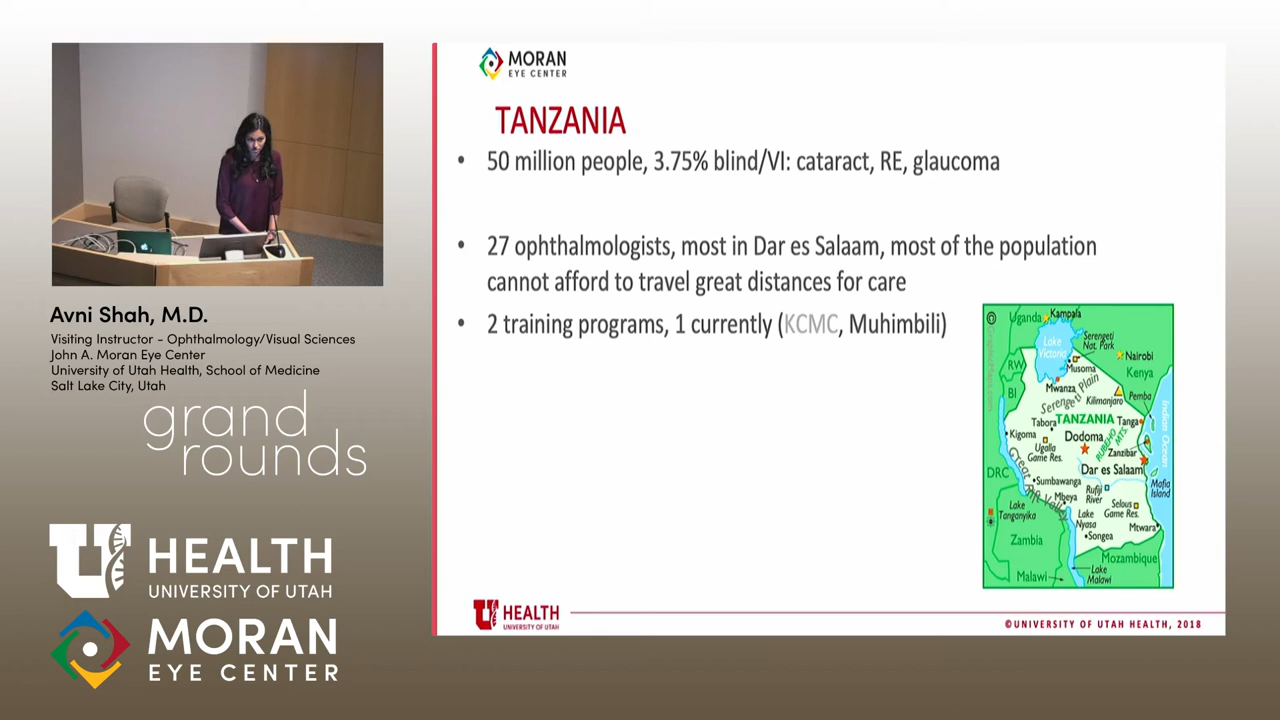 MORAN
EYE CENTER
TANZANIA
• 50 million people, 3.75% blind/VI: cataract, RE, glaucoma
• 27 ophthalmologists, most in Dar es Salaam, most of the population
cannot afford to travel great distances for care
• 2 training programs, 1 currently (KCMC, Muhimbili)
Uganda
Kampala
Lake
Victoria
Serengeti
Nat. Park
Nairobi
RW
Musoma
Kenya
BI
Mwanza
Serengeti Plain
Kilimanjaro
Pemba
Tabora
TANZANIA
Tanga
Indian Ocean
Kigoma
Ugalla
Game Res.
Dodoma
RUBEHO MTS.
Zanzibar
DRC
Great Rift Valley
Dar es Salaam
Sumbawanga
Mbeya
Rufiji
River
Mafia
Island
Lake
Tanganyika
Lake
Nyasa
Selous
Game Res.
Mtwara
Songea
Zambia
Mozambique
Malawi
Lake
Malawi
U HEALTH
UNIVERSITY OF UTAH
©UNIVERSITY OF UTAH HEALTH, 2018
Avni Shah, M.D.
Visiting Instructor - Ophthalmology/Visual Sciences
John A. Moran Eye Center
University of Utah Health, School of Medicine
Salt Lake City, Utah
grand
rounds
U HEALTH
UNIVERSITY OF UTAH
MORAN
EYE CENTER